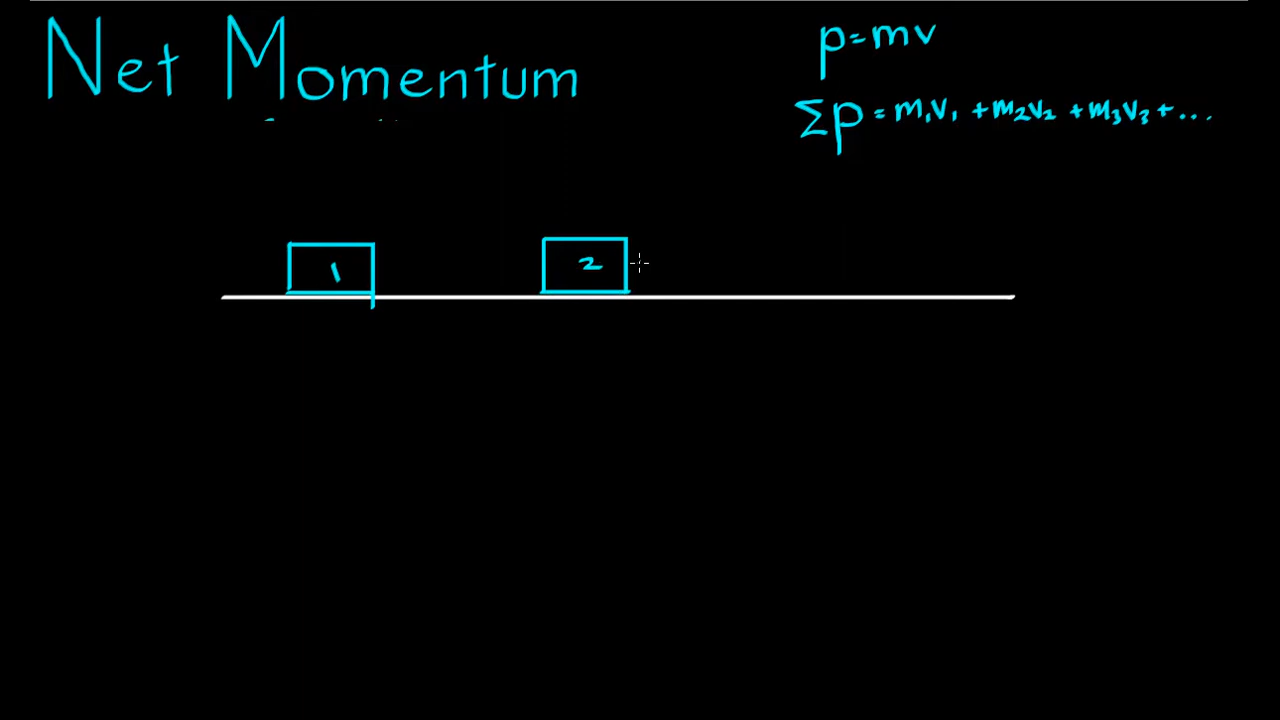 Net Momentum
p=mv
Σp = m₁v₁ + m₂v₂ + m₃v₃ + ...
1
2